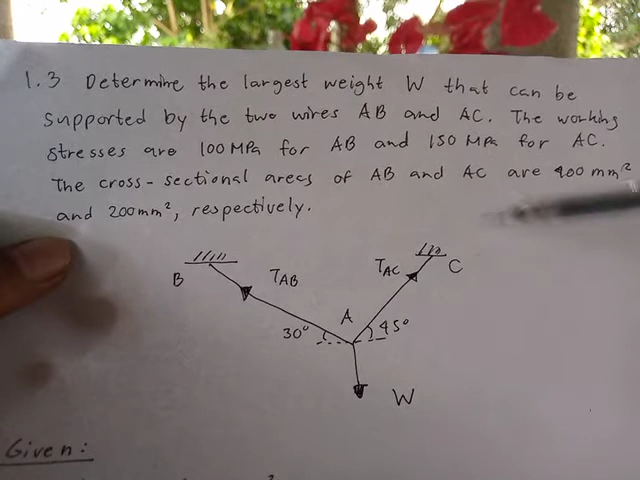 1.3 Determine the largest weight W that can be
supported by the two wires AB and AC. The working
stresses are 100 MPa for AB and 150 MPa for AC.
The cross-sectional areas of AB and AC are 400 mm²
and 200mm², respectively.
B
TAB
TAC
C
A
30°
45°
W
Given: